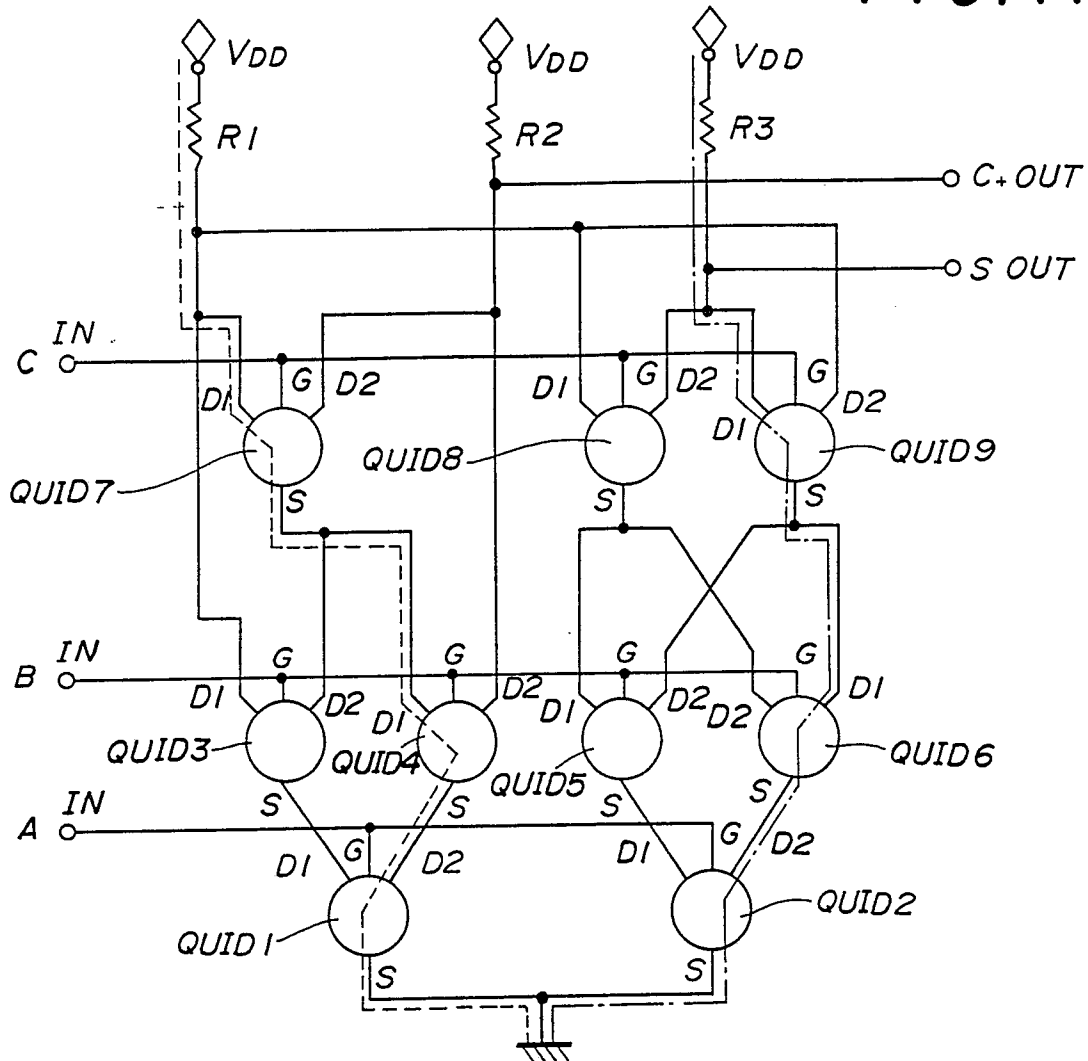 VDD
VDD
VDD
R1
R2
R3
C+ OUT
S OUT
IN
C
G
D1
D2
G
D1
D2
G
D1
D2
QUID7
QUID8
QUID9
S
S
S
IN
B
G
G
G
G
D1
D2
D1
D2
D1
D2
D2
D1
QUID3
QUID4
QUID5
QUID6
S
S
S
S
IN
A
G
D1
D2
G
D1
D2
QUID1
QUID2
S
S